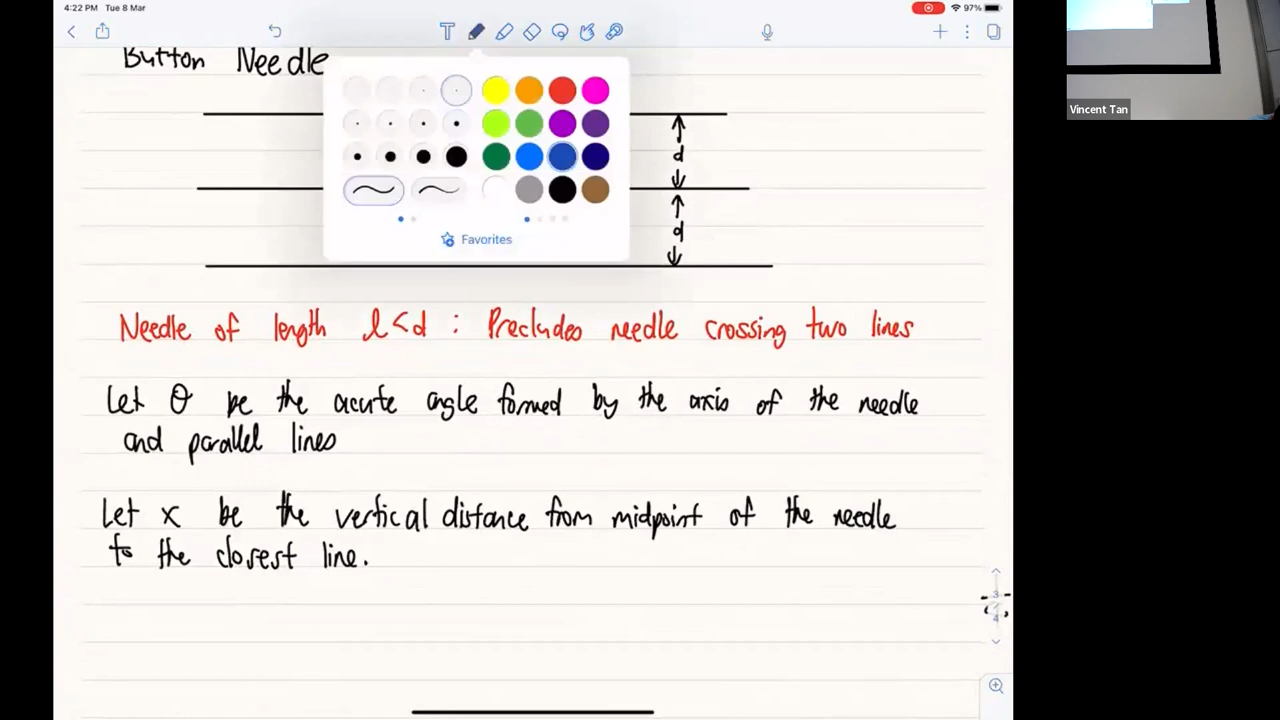 4:22 PM Tue 8 Mar
97%
Button Needle
d
d
Favorites
Needle of length l<d : Precludes needle crossing two lines
Let θ be the acute angle formed by the axis of the needle
and parallel lines
Let x be the vertical distance from midpoint of the needle
to the closest line.
3
4
Vincent Tan